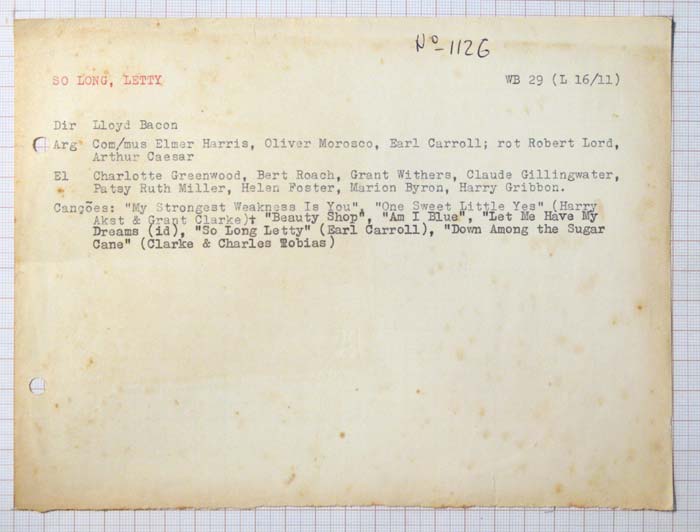 Nº-1126
SO LONG, LETTY WB 29 (L 16/11)
Dir Lloyd Bacon
Arg Com/mus Elmer Harris, Oliver Morosco, Earl Carroll; rot Robert Lord,
Arthur Caesar
El Charlotte Greenwood, Bert Roach, Grant Withers, Claude Gillingwater,
Patsy Ruth Miller, Helen Foster, Marion Byron, Harry Gribbon.
Canções: "My Strongest Weakness Is You", "One Sweet Little Yes" (Harry
Akst & Grant Clarke)+ "Beauty Shop", "Am I Blue", "Let Me Have My
Dreams (id), "So Long Letty" (Earl Carroll), "Down Among the Sugar
Cane" (Clarke & Charles Tobias)